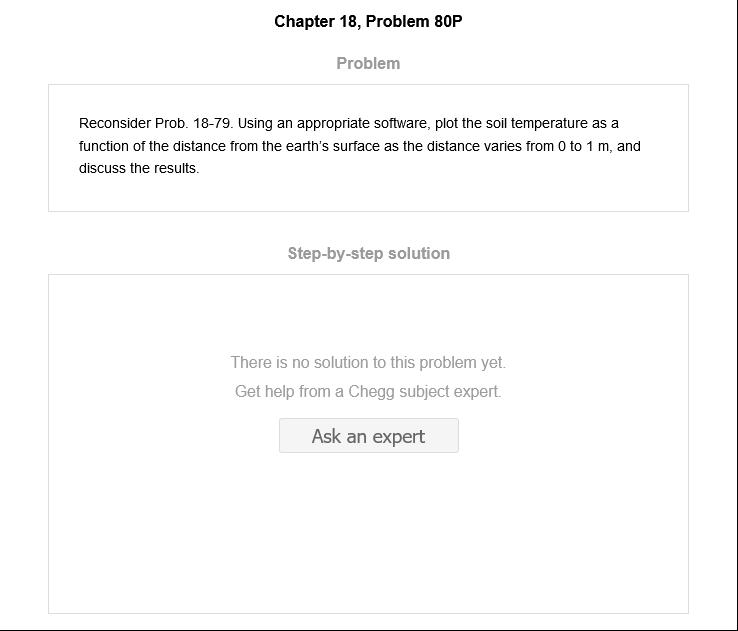 Chapter 18, Problem 80P
Problem
Reconsider Prob. 18-79. Using an appropriate software, plot the soil temperature as a
function of the distance from the earth's surface as the distance varies from 0 to 1 m, and
discuss the results.
Step-by-step solution
There is no solution to this problem yet.
Get help from a Chegg subject expert.
Ask an expert